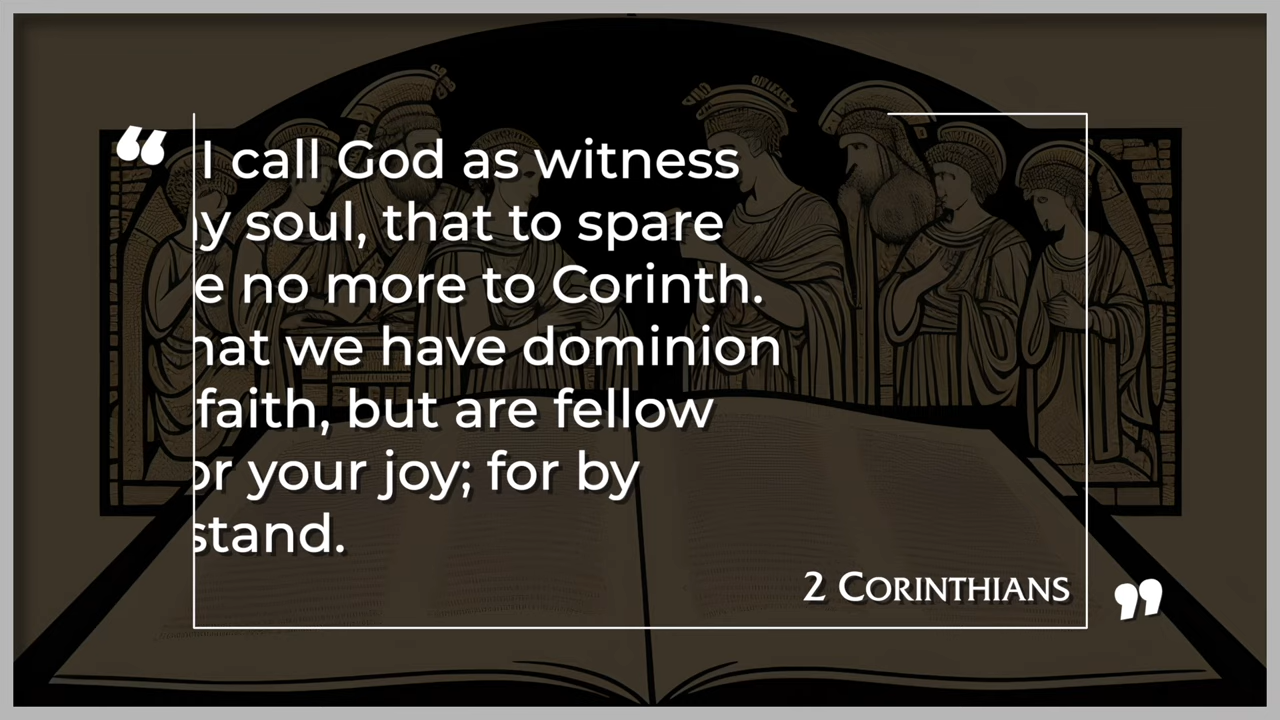 I call God as witness
y soul, that to spare
e no more to Corinth.
hat we have dominion
faith, but are fellow
or your joy; for by
stand.
2 CORINTHIANS